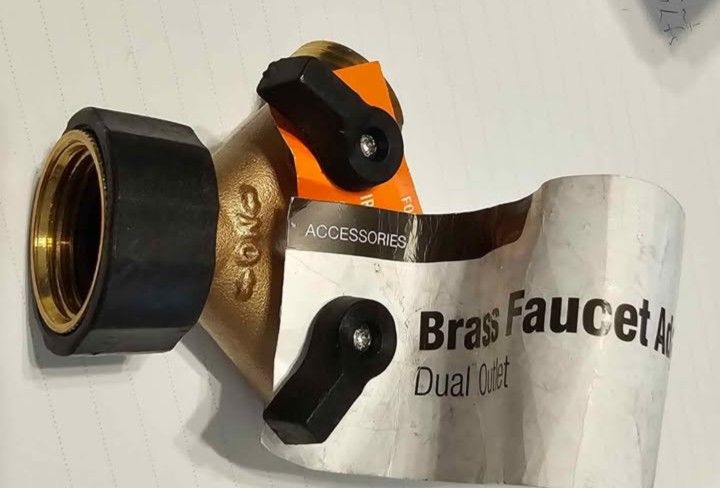 ACCESSORIES
Brass Faucet Ad
Dual Outlet